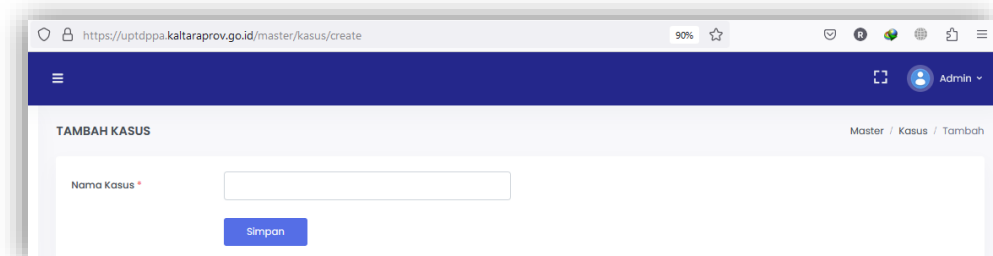 https://uptdppa.kaltaraprov.go.id/master/kasus/create 90%
R
Admin
TAMBAH KASUS Master / Kasus / Tambah
Nama Kasus *
Simpan